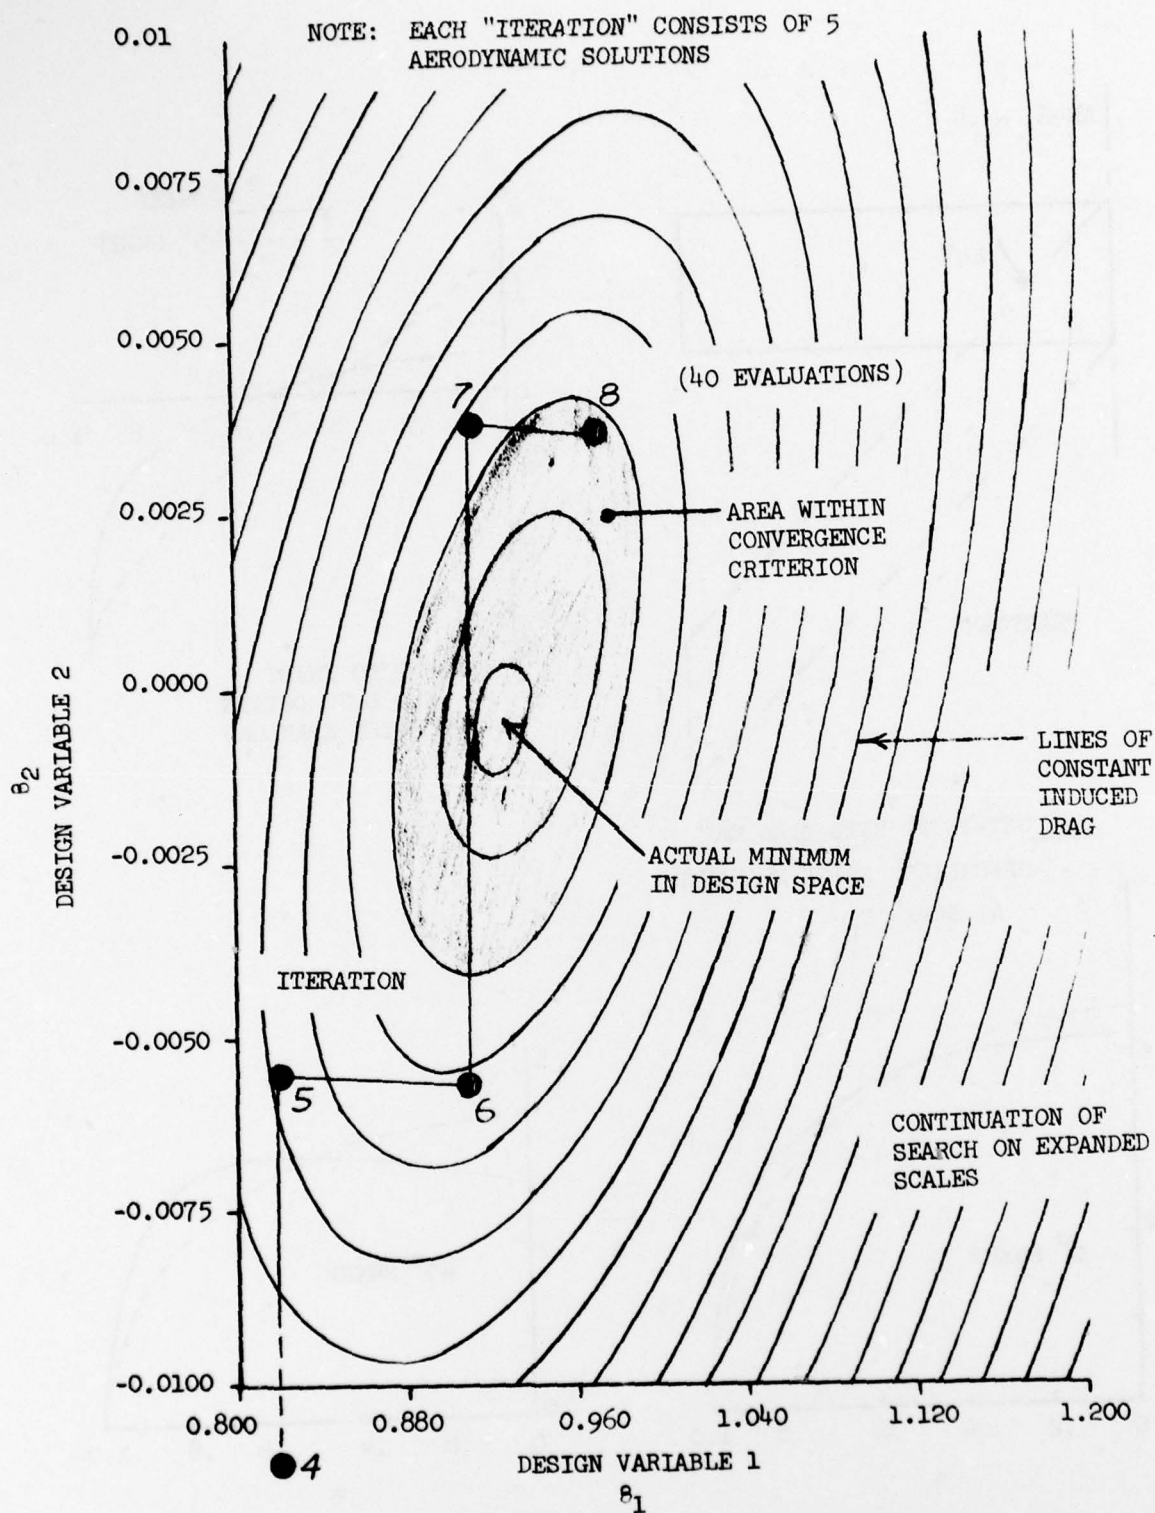 NOTE: EACH "ITERATION" CONSISTS OF 5
AERODYNAMIC SOLUTIONS
0.01
0.0075
0.0050
0.0025
0.0000
-0.0025
-0.0050
-0.0075
-0.0100
B2
DESIGN VARIABLE 2
(40 EVALUATIONS)
7
8
AREA WITHIN
CONVERGENCE
CRITERION
LINES OF
CONSTANT
INDUCED
DRAG
ACTUAL MINIMUM
IN DESIGN SPACE
ITERATION
5
6
CONTINUATION OF
SEARCH ON EXPANDED
SCALES
0.800
0.880
0.960
1.040
1.120
1.200
4
DESIGN VARIABLE 1
B1